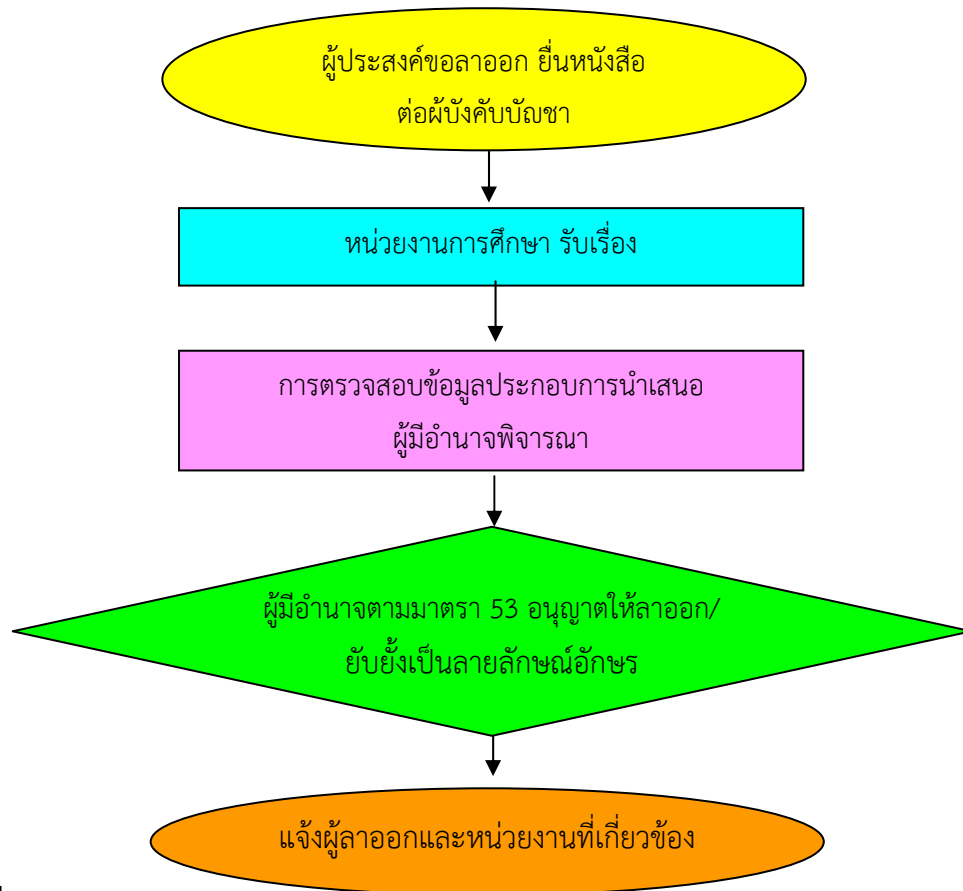 ผู้ประสงค์ขอลาออก ยื่นหนังสือ
ต่อผู้บังคับบัญชา
หน่วยงานการศึกษา รับเรื่อง
การตรวจสอบข้อมูลประกอบการนำเสนอ
ผู้มีอำนาจพิจารณา
ผู้มีอำนาจตามมาตรา 53 อนุญาตให้ลาออก/
ยับยั้งเป็นลายลักษณ์อักษร
แจ้งผู้ลาออกและหน่วยงานที่เกี่ยวข้อง